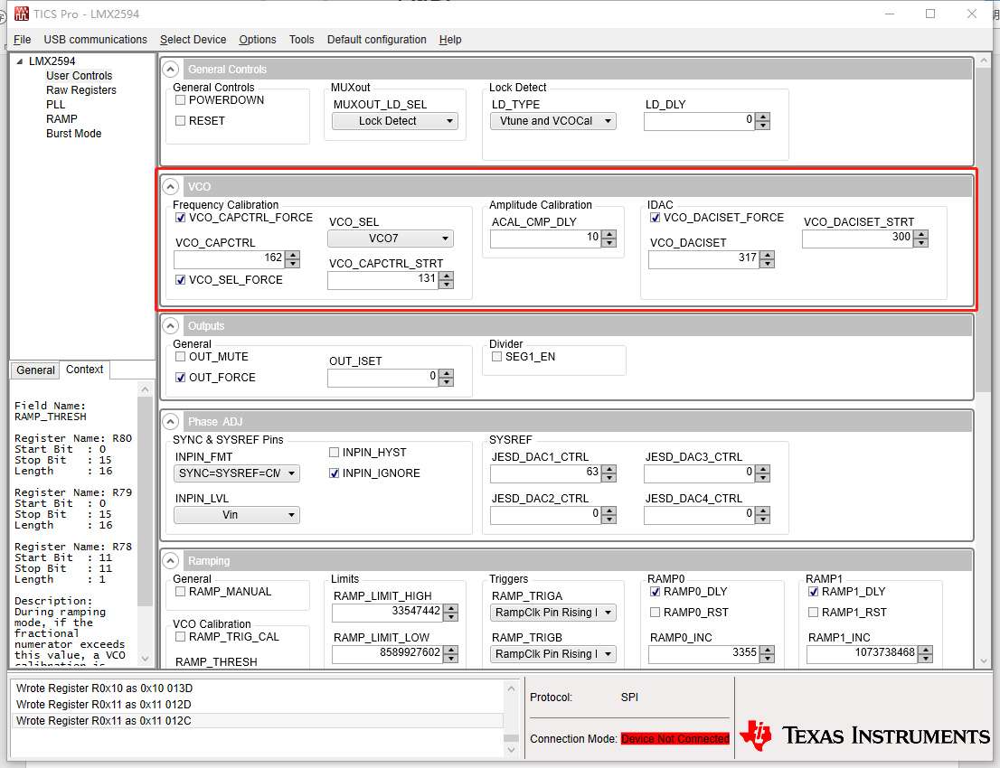 TICS Pro - LMX2594
File USB communications Select Device Options Tools Default configuration Help
LMX2594
User Controls
Raw Registers
PLL
RAMP
Burst Mode
General Context
Field Name:
RAMP_THRESH
Register Name: R80
Start Bit : 0
Stop Bit : 15
Length : 16
Register Name: R79
Start Bit : 0
Stop Bit : 15
Length : 16
Register Name: R78
Start Bit : 11
Stop Bit : 11
Length : 1
Description:
During ramping
mode, if the
fractional
numerator exceeds
this value, a VCO
calibration is
General Controls
General Controls
POWERDOWN
RESET
MUXout
MUXOUT_LD_SEL
Lock Detect
Lock Detect
LD_TYPE
Vtune and VCOCal
LD_DLY
0
VCO
Frequency Calibration
VCO_CAPCTRL_FORCE
VCO_CAPCTRL
162
VCO_SEL_FORCE
VCO_SEL
VCO7
VCO_CAPCTRL_STRT
131
Amplitude Calibration
ACAL_CMP_DLY
10
IDAC
VCO_DACISET_FORCE
VCO_DACISET
317
VCO_DACISET_STRT
300
Outputs
General
OUT_MUTE
OUT_FORCE
OUT_ISET
0
Divider
SEG1_EN
Phase ADJ
SYNC & SYSREF Pins
INPIN_FMT
SYNC=SYSREF=CM
INPIN_LVL
Vin
INPIN_HYST
INPIN_IGNORE
SYSREF
JESD_DAC1_CTRL
63
JESD_DAC2_CTRL
0
JESD_DAC3_CTRL
0
JESD_DAC4_CTRL
0
Ramping
General
RAMP_MANUAL
VCO Calibration
RAMP_TRIG_CAL
RAMP_THRESH
Limits
RAMP_LIMIT_HIGH
33547442
RAMP_LIMIT_LOW
8589927602
Triggers
RAMP_TRIGA
RampClk Pin Rising I
RAMP_TRIGB
RampClk Pin Rising I
RAMP0
RAMP0_DLY
RAMP0_RST
RAMP0_INC
3355
RAMP1
RAMP1_DLY
RAMP1_RST
RAMP1_INC
1073738468
Wrote Register R0x10 as 0x10 013D
Wrote Register R0x11 as 0x11 012D
Wrote Register R0x11 as 0x11 012C
Protocol: SPI
Connection Mode: Device Not Connected
TEXAS INSTRUMENTS